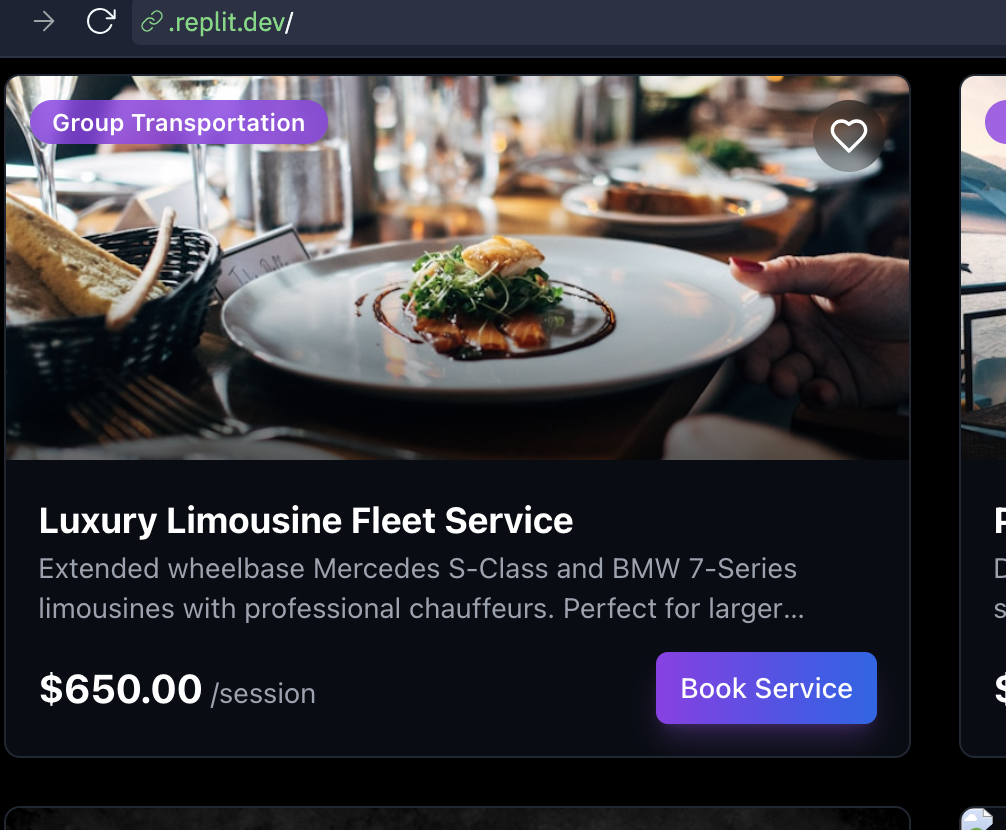 .replit.dev/
Group Transportation
Luxury Limousine Fleet Service
Extended wheelbase Mercedes S-Class and BMW 7-Series
limousines with professional chauffeurs. Perfect for larger...
$650.00 /session
Book Service